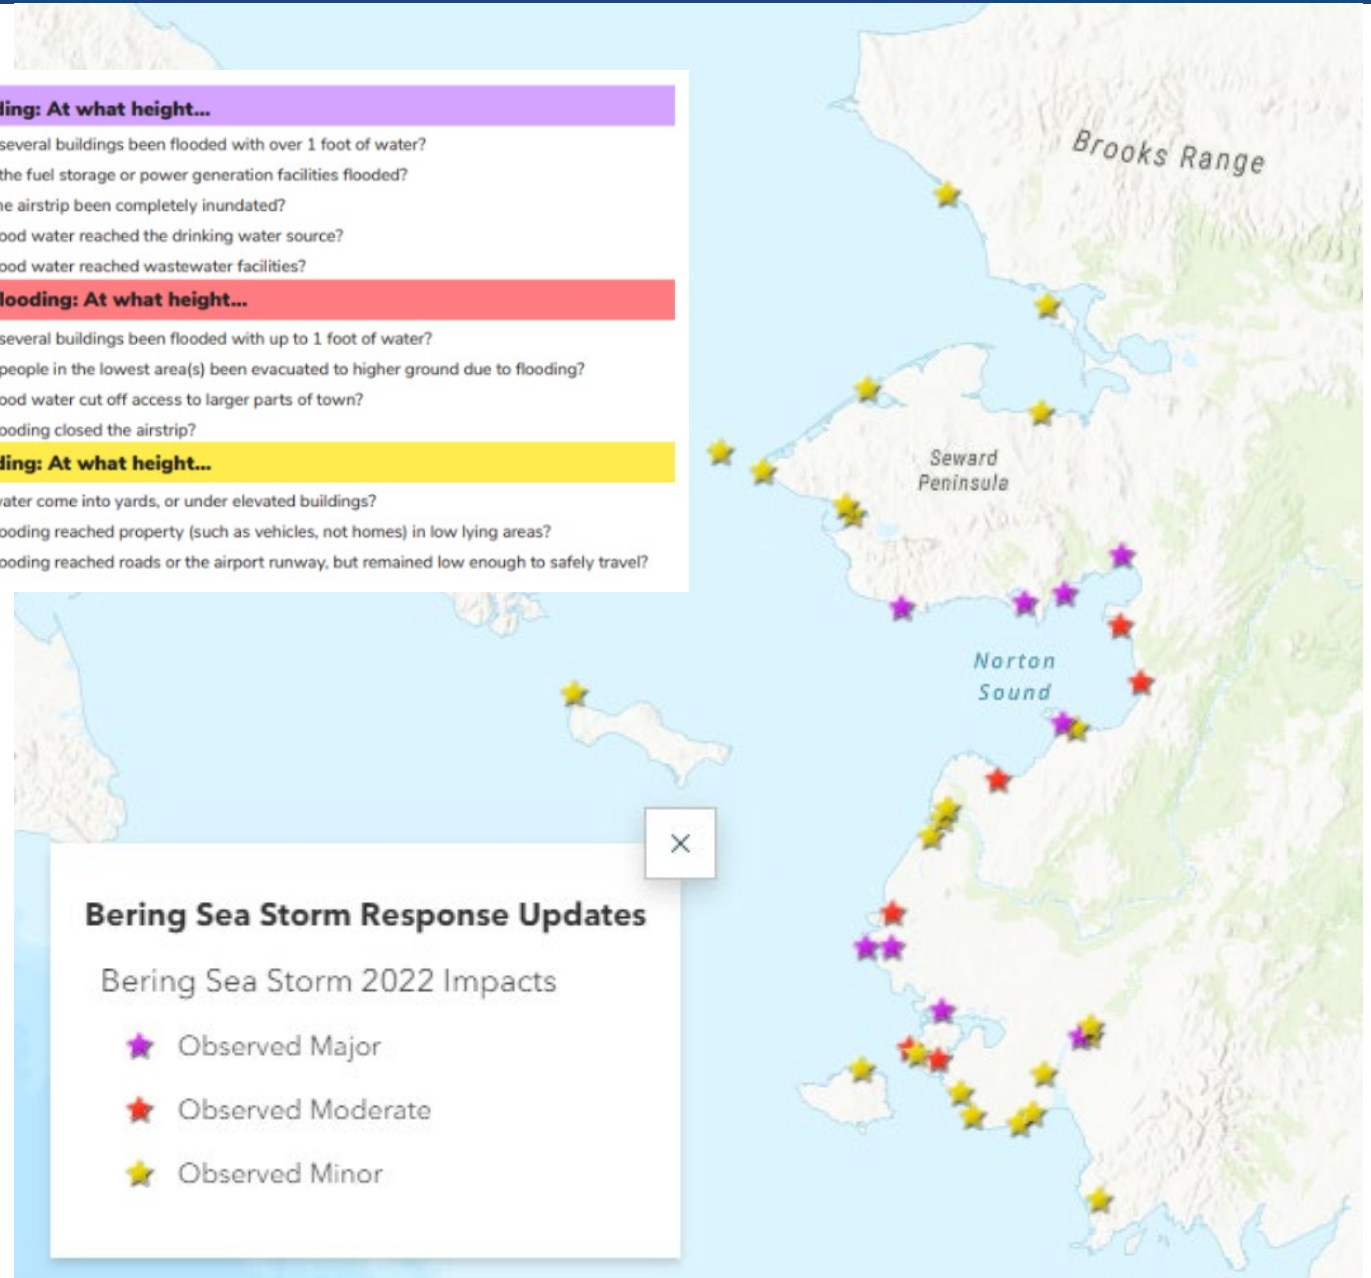 ding: At what height...
several buildings been flooded with over 1 foot of water?
the fuel storage or power generation facilities flooded?
he airstrip been completely inundated?
ood water reached the drinking water source?
ood water reached wastewater facilities?
looding: At what height...
several buildings been flooded with up to 1 foot of water?
people in the lowest area(s) been evacuated to higher ground due to flooding?
ood water cut off access to larger parts of town?
ooding closed the airstrip?
ding: At what height...
vater come into yards, or under elevated buildings?
ooding reached property (such as vehicles, not homes) in low lying areas?
ooding reached roads or the airport runway, but remained low enough to safely travel?
Brooks Range
Seward
Peninsula
Norton
Sound
Bering Sea Storm Response Updates
Bering Sea Storm 2022 Impacts
Observed Major
Observed Moderate
Observed Minor